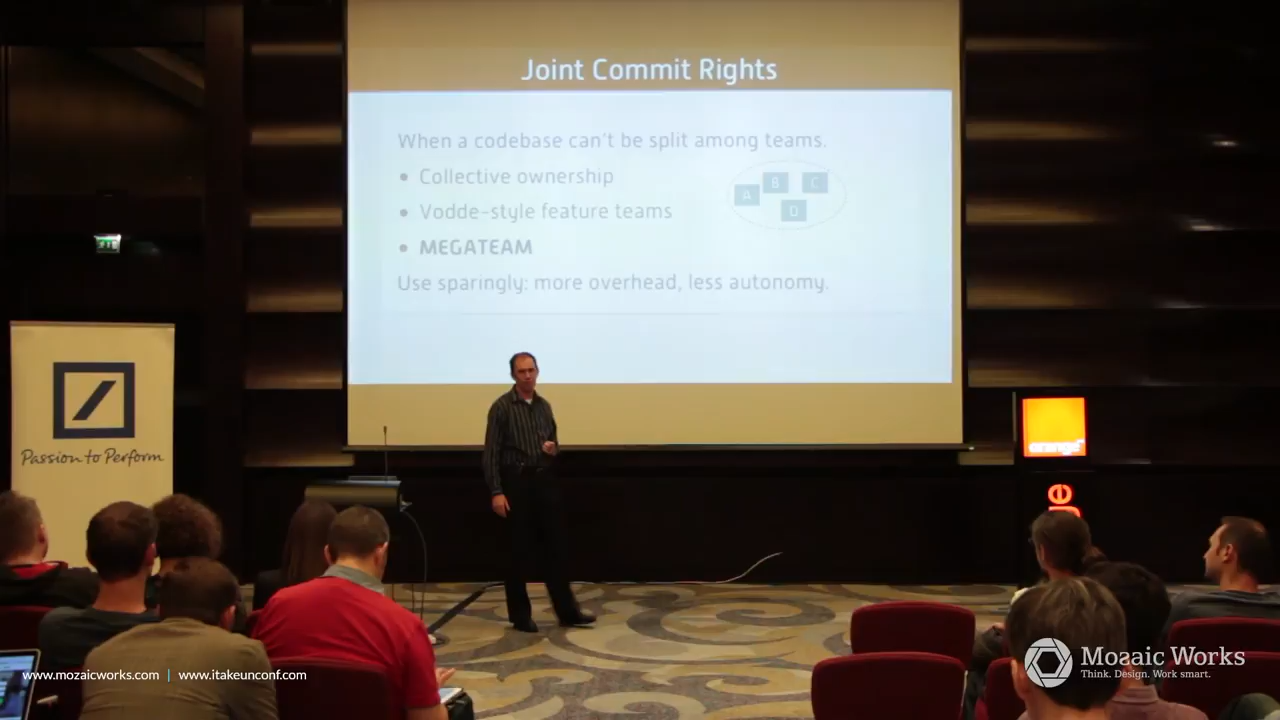 Joint Commit Rights
When a codebase can't be split among teams.
• Collective ownership
• Vodde-style feature teams
• MEGATEAM
Use sparingly: more overhead, less autonomy.
A
B
C
D
Passion to Perform
orange™
www.mozaicworks.com | www.itakeunconf.com
Mozaic Works
Think. Design. Work smart.